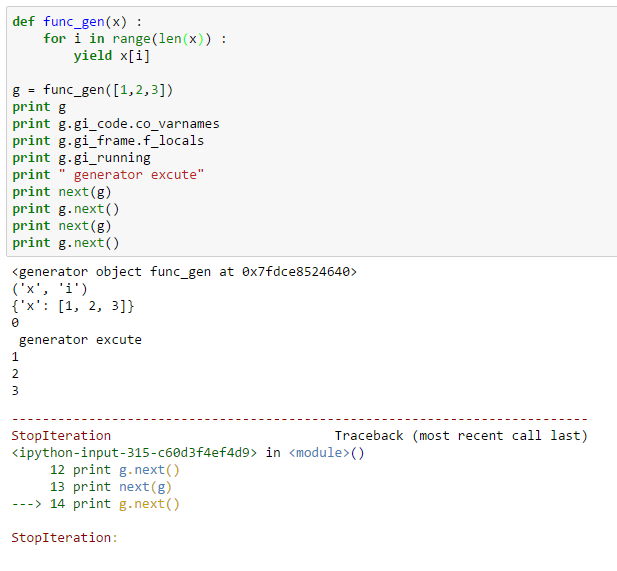 def func_gen(x) :
    for i in range(len(x)) :
        yield x[i]

g = func_gen([1,2,3])
print g
print g.gi_code.co_varnames
print g.gi_frame.f_locals
print g.gi_running
print " generator excute"
print next(g)
print g.next()
print next(g)
print g.next()
<generator object func_gen at 0x7fdce8524640>
('x', 'i')
{'x': [1, 2, 3]}
0
 generator excute
1
2
3
---------------------------------------------------------------------------
StopIteration                             Traceback (most recent call last)
<ipython-input-315-c60d3f4ef4d9> in <module>()
     12 print g.next()
     13 print next(g)
---> 14 print g.next()

StopIteration: